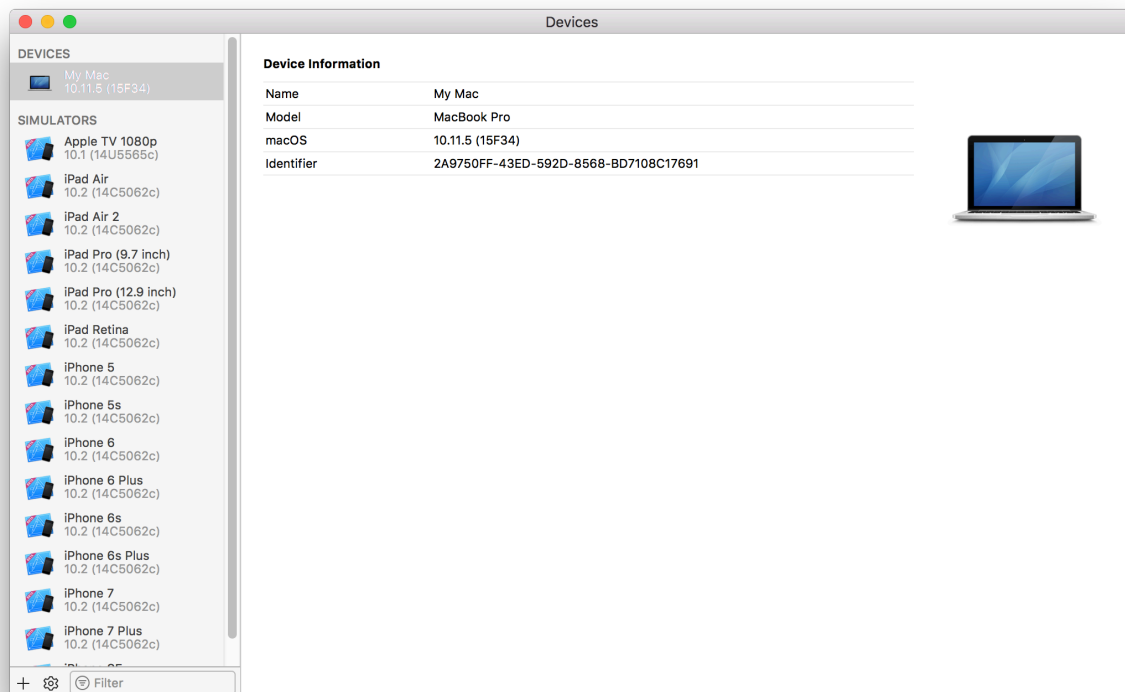 Devices
DEVICES
My Mac
10.11.5 (15F34)
SIMULATORS
Apple TV 1080p
10.1 (14U5565c)
iPad Air
10.2 (14C5062c)
iPad Air 2
10.2 (14C5062c)
iPad Pro (9.7 inch)
10.2 (14C5062c)
iPad Pro (12.9 inch)
10.2 (14C5062c)
iPad Retina
10.2 (14C5062c)
iPhone 5
10.2 (14C5062c)
iPhone 5s
10.2 (14C5062c)
iPhone 6
10.2 (14C5062c)
iPhone 6 Plus
10.2 (14C5062c)
iPhone 6s
10.2 (14C5062c)
iPhone 6s Plus
10.2 (14C5062c)
iPhone 7
10.2 (14C5062c)
iPhone 7 Plus
10.2 (14C5062c)
Filter
Device Information
Name My Mac
Model MacBook Pro
macOS 10.11.5 (15F34)
Identifier 2A9750FF-43ED-592D-8568-BD7108C17691